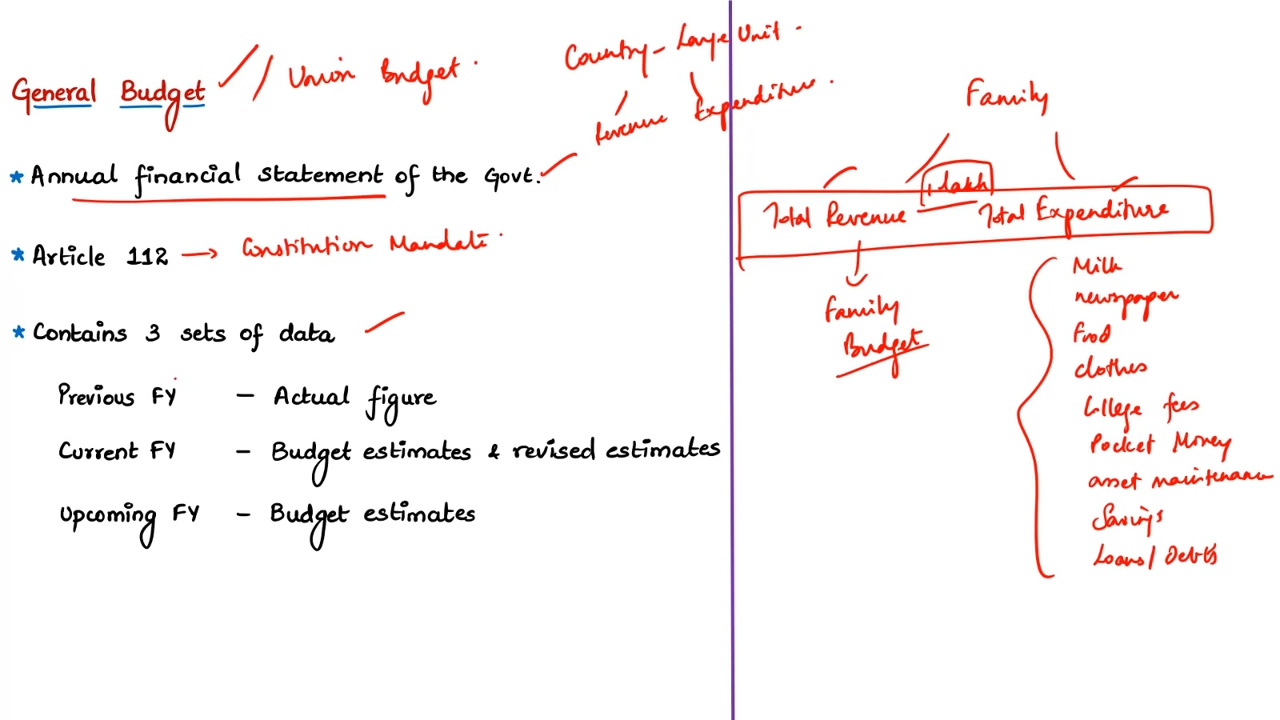 General Budget / Union Budget.
Country - Large Unit.
Revenue Expenditure.
* Annual financial statement of the Govt.
* Article 112 → Constitution Mandate.
* Contains 3 sets of data
Previous FY - Actual figure
Current FY - Budget estimates & revised estimates
Upcoming FY - Budget estimates
Family
1 lakh
Total Revenue Total Expenditure
Family
Budget
Milk
newspaper
Food
clothes
College fees
Pocket Money
asset maintenance
Savings
Loans/Debts